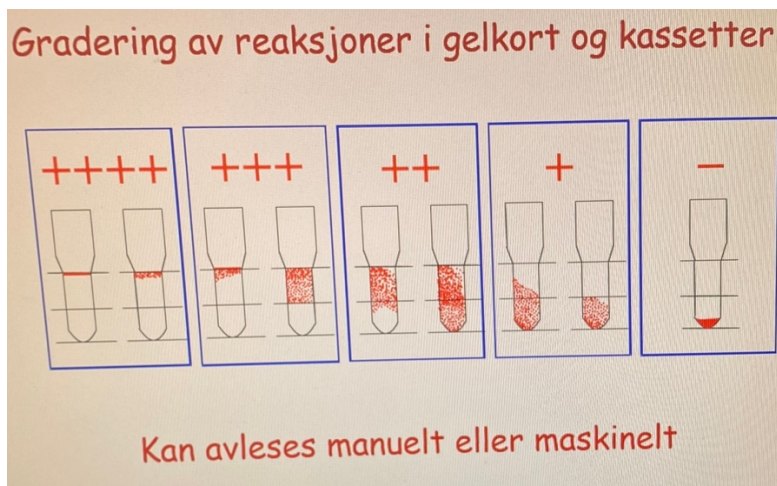 Gradering av reaksjoner i gelkort og kassetter
++++ +++ ++ + −
Kan avleses manuelt eller maskinelt